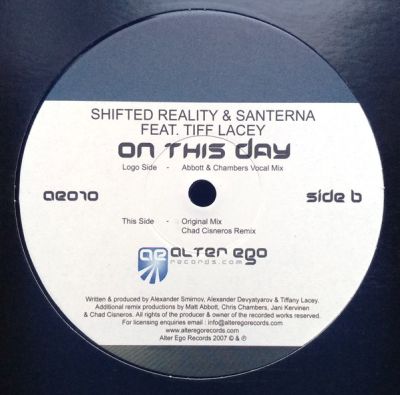 SHIFTED REALITY & SANTERNA
FEAT. TIFF LACEY
ON THIS DAY
Logo Side - Abbott & Chambers Vocal Mix
AE010
SIDE B
This Side - Original Mix
Chad Cisneros Remix
ae ALTER EGO
records.com
Written & produced by Alexander Smirnov, Alexander Devyatyarov & Tiffany Lacey.
Additional remix productions by Matt Abbott, Chris Chambers, Jani Kervinen
& Chad Cisneros. All rights of the producer & owner of the recorded works reserved.
For licensing enquiries email : info@alteregorecords.com
www.alteregorecords.com
Alter Ego Records 2007 © & ℗